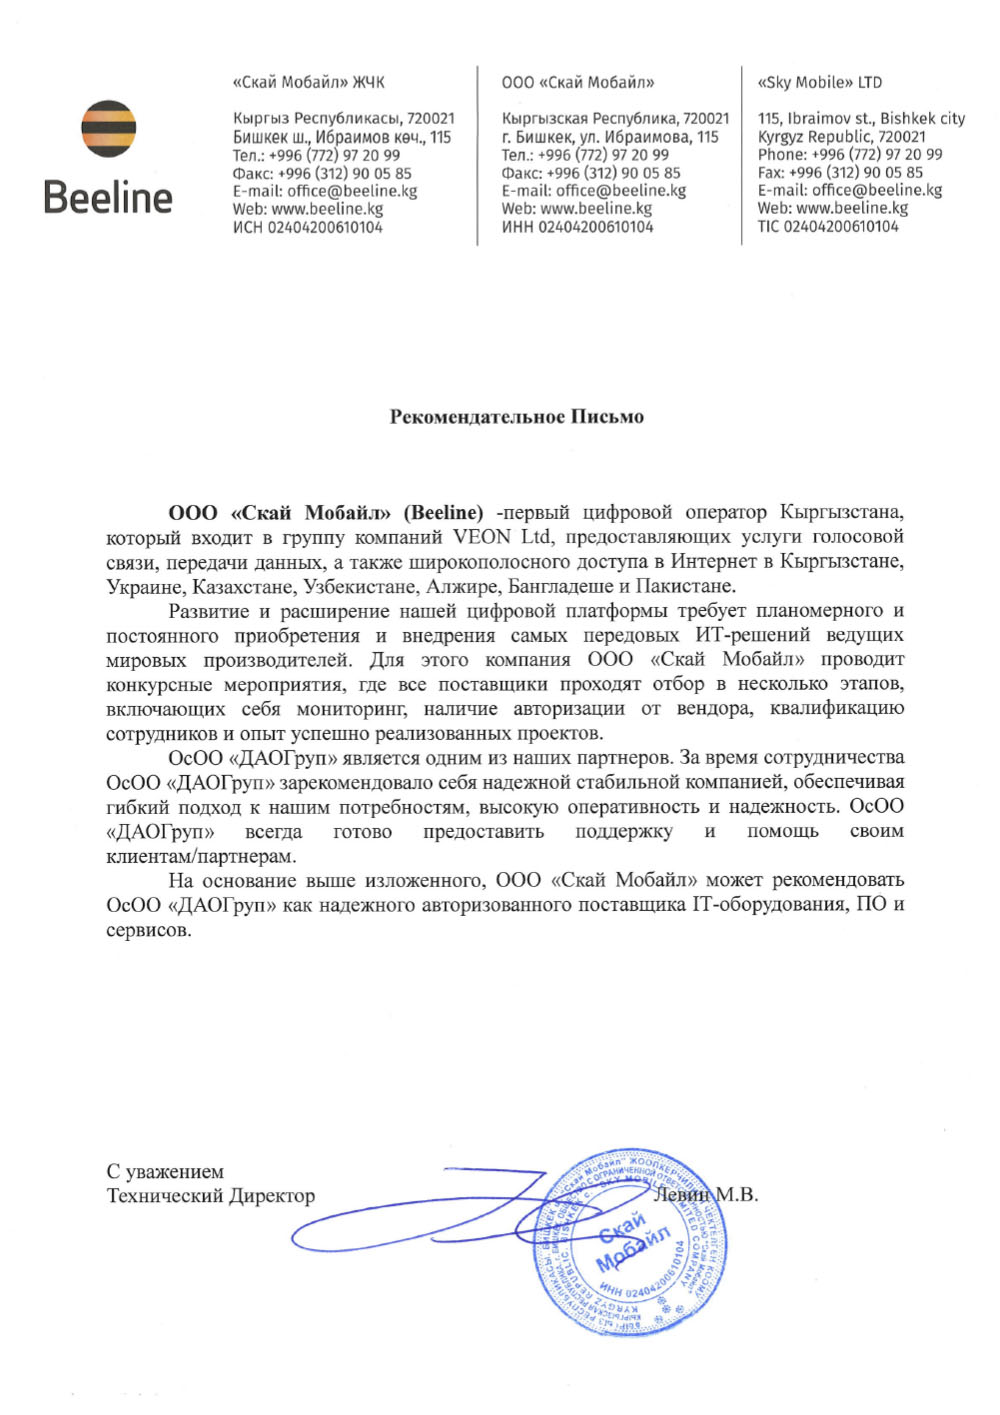 Beeline
«Скай Мобайл» ЖЧК
Кыргыз Республикасы, 720021
Бишкек ш., Ибраимов көч., 115
Тел.: +996 (772) 97 20 99
Факс: +996 (312) 90 05 85
E-mail: office@beeline.kg
Web: www.beeline.kg
ИСН 02404200610104
ООО «Скай Мобайл»
Кыргызская Республика, 720021
г. Бишкек, ул. Ибраимова, 115
Тел.: +996 (772) 97 20 99
Факс: +996 (312) 90 05 85
E-mail: office@beeline.kg
Web: www.beeline.kg
ИНН 02404200610104
«Sky Mobile» LTD
115, Ibraimov st., Bishkek city
Kyrgyz Republic, 720021
Phone: +996 (772) 97 20 99
Fax: +996 (312) 90 05 85
E-mail: office@beeline.kg
Web: www.beeline.kg
TIC 02404200610104
Рекомендательное Письмо
ООО «Скай Мобайл» (Beeline) -первый цифровой оператор Кыргызстана,
который входит в группу компаний VEON Ltd, предоставляющих услуги голосовой
связи, передачи данных, а также широкополосного доступа в Интернет в Кыргызстане,
Украине, Казахстане, Узбекистане, Алжире, Бангладеше и Пакистане.
Развитие и расширение нашей цифровой платформы требует планомерного и
постоянного приобретения и внедрения самых передовых ИТ-решений ведущих
мировых производителей. Для этого компания ООО «Скай Мобайл» проводит
конкурсные мероприятия, где все поставщики проходят отбор в несколько этапов,
включающих себя мониторинг, наличие авторизации от вендора, квалификацию
сотрудников и опыт успешно реализованных проектов.
ОсОО «ДАОГруп» является одним из наших партнеров. За время сотрудничества
ОсОО «ДАОГруп» зарекомендовало себя надежной стабильной компанией, обеспечивая
гибкий подход к нашим потребностям, высокую оперативность и надежность. ОсОО
«ДАОГруп» всегда готово предоставить поддержку и помощь своим
клиентам/партнерам.
На основание выше изложенного, ООО «Скай Мобайл» может рекомендовать
ОсОО «ДАОГруп» как надежного авторизованного поставщика IT-оборудования, ПО и
сервисов.
С уважением
Технический Директор
Левин М.В.
Скай
Мобайл
ИНН 02404200610104